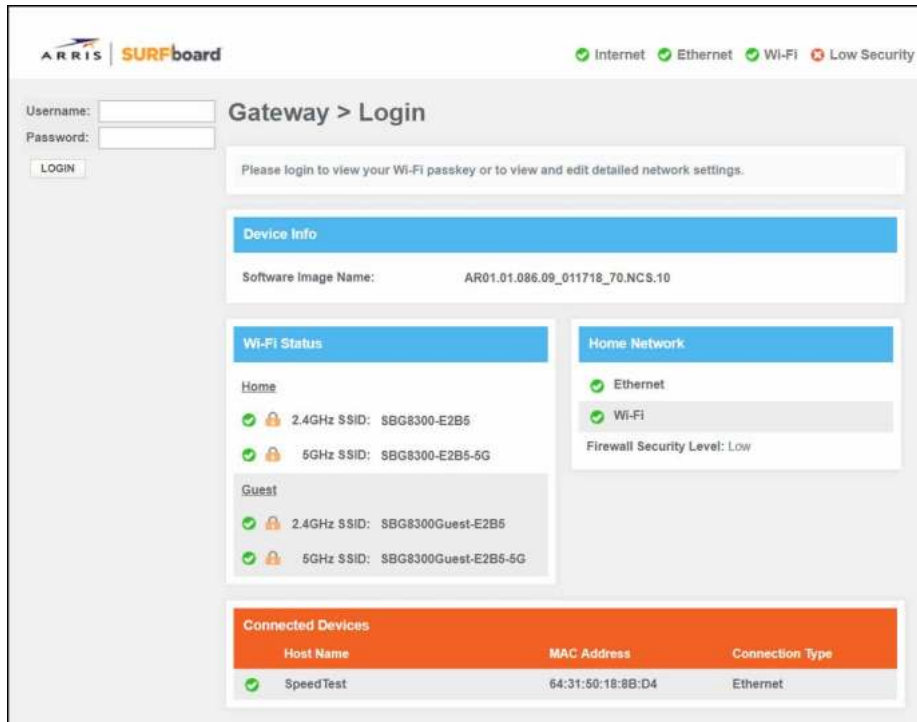 ARRIS SURFboard
Internet Ethernet Wi-Fi Low Security
Username:
Password:
LOGIN
Gateway > Login
Please login to view your Wi-Fi passkey or to view and edit detailed network settings.
Device Info
Software Image Name: AR01.01.086.09_011718_70.NCS.10
Wi-Fi Status
Home
2.4GHz SSID: SBG8300-E2B5
5GHz SSID: SBG8300-E2B5-5G
Guest
2.4GHz SSID: SBG8300Guest-E2B5
5GHz SSID: SBG8300Guest-E2B5-5G
Home Network
Ethernet
Wi-Fi
Firewall Security Level: Low
Connected Devices
Host Name MAC Address Connection Type
SpeedTest 64:31:50:18:8B:D4 Ethernet